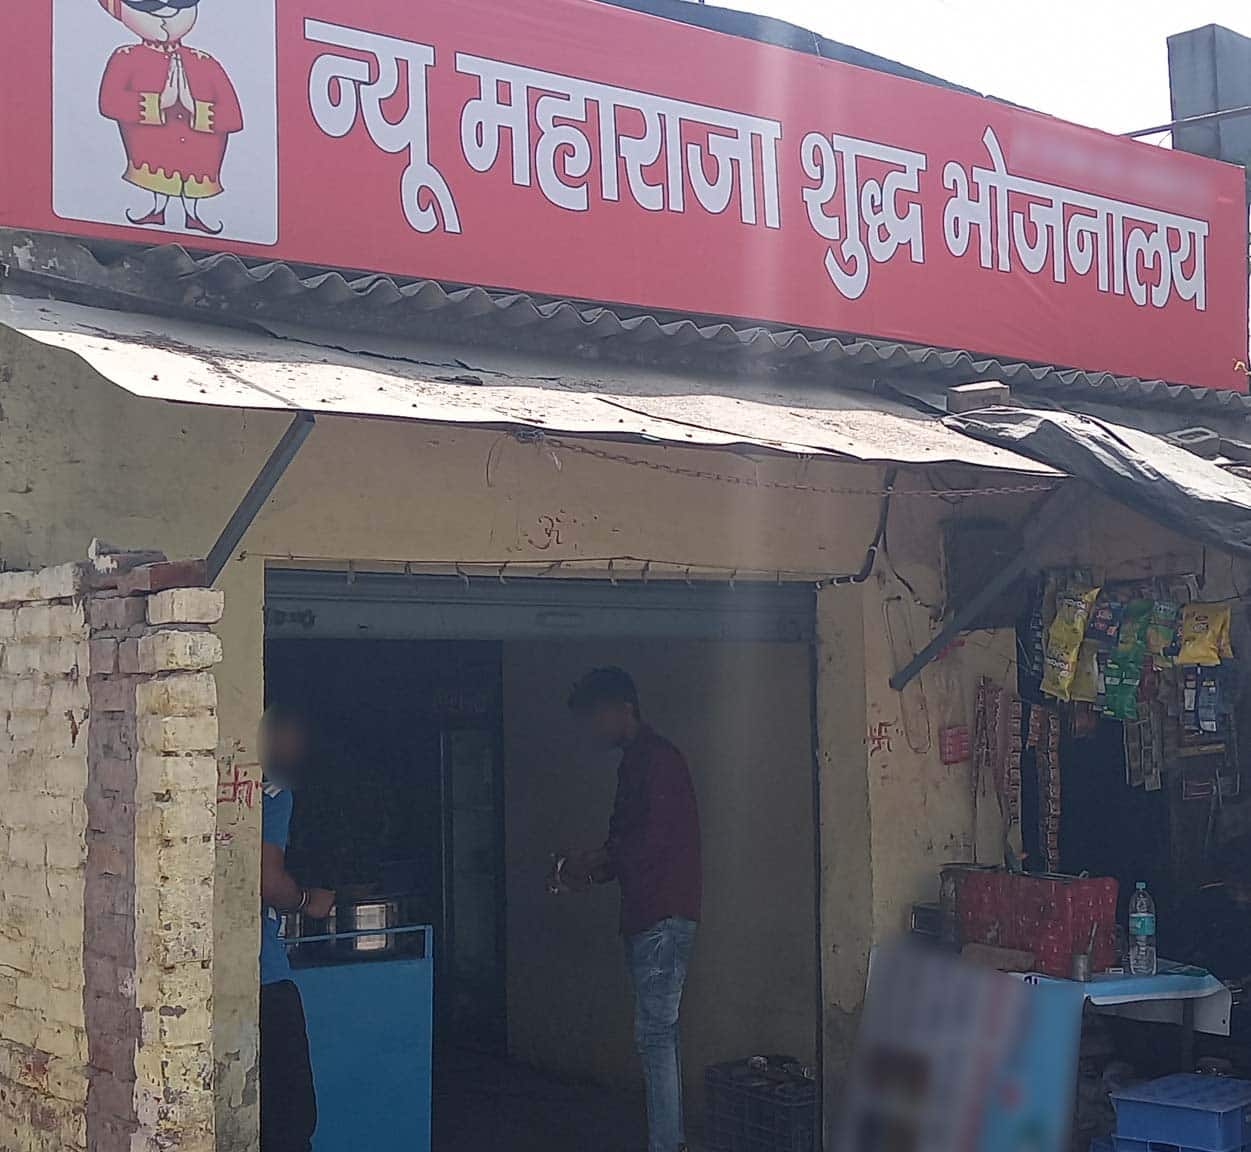 न्यू महाराजा शुद्ध भोजनालय
ॐ